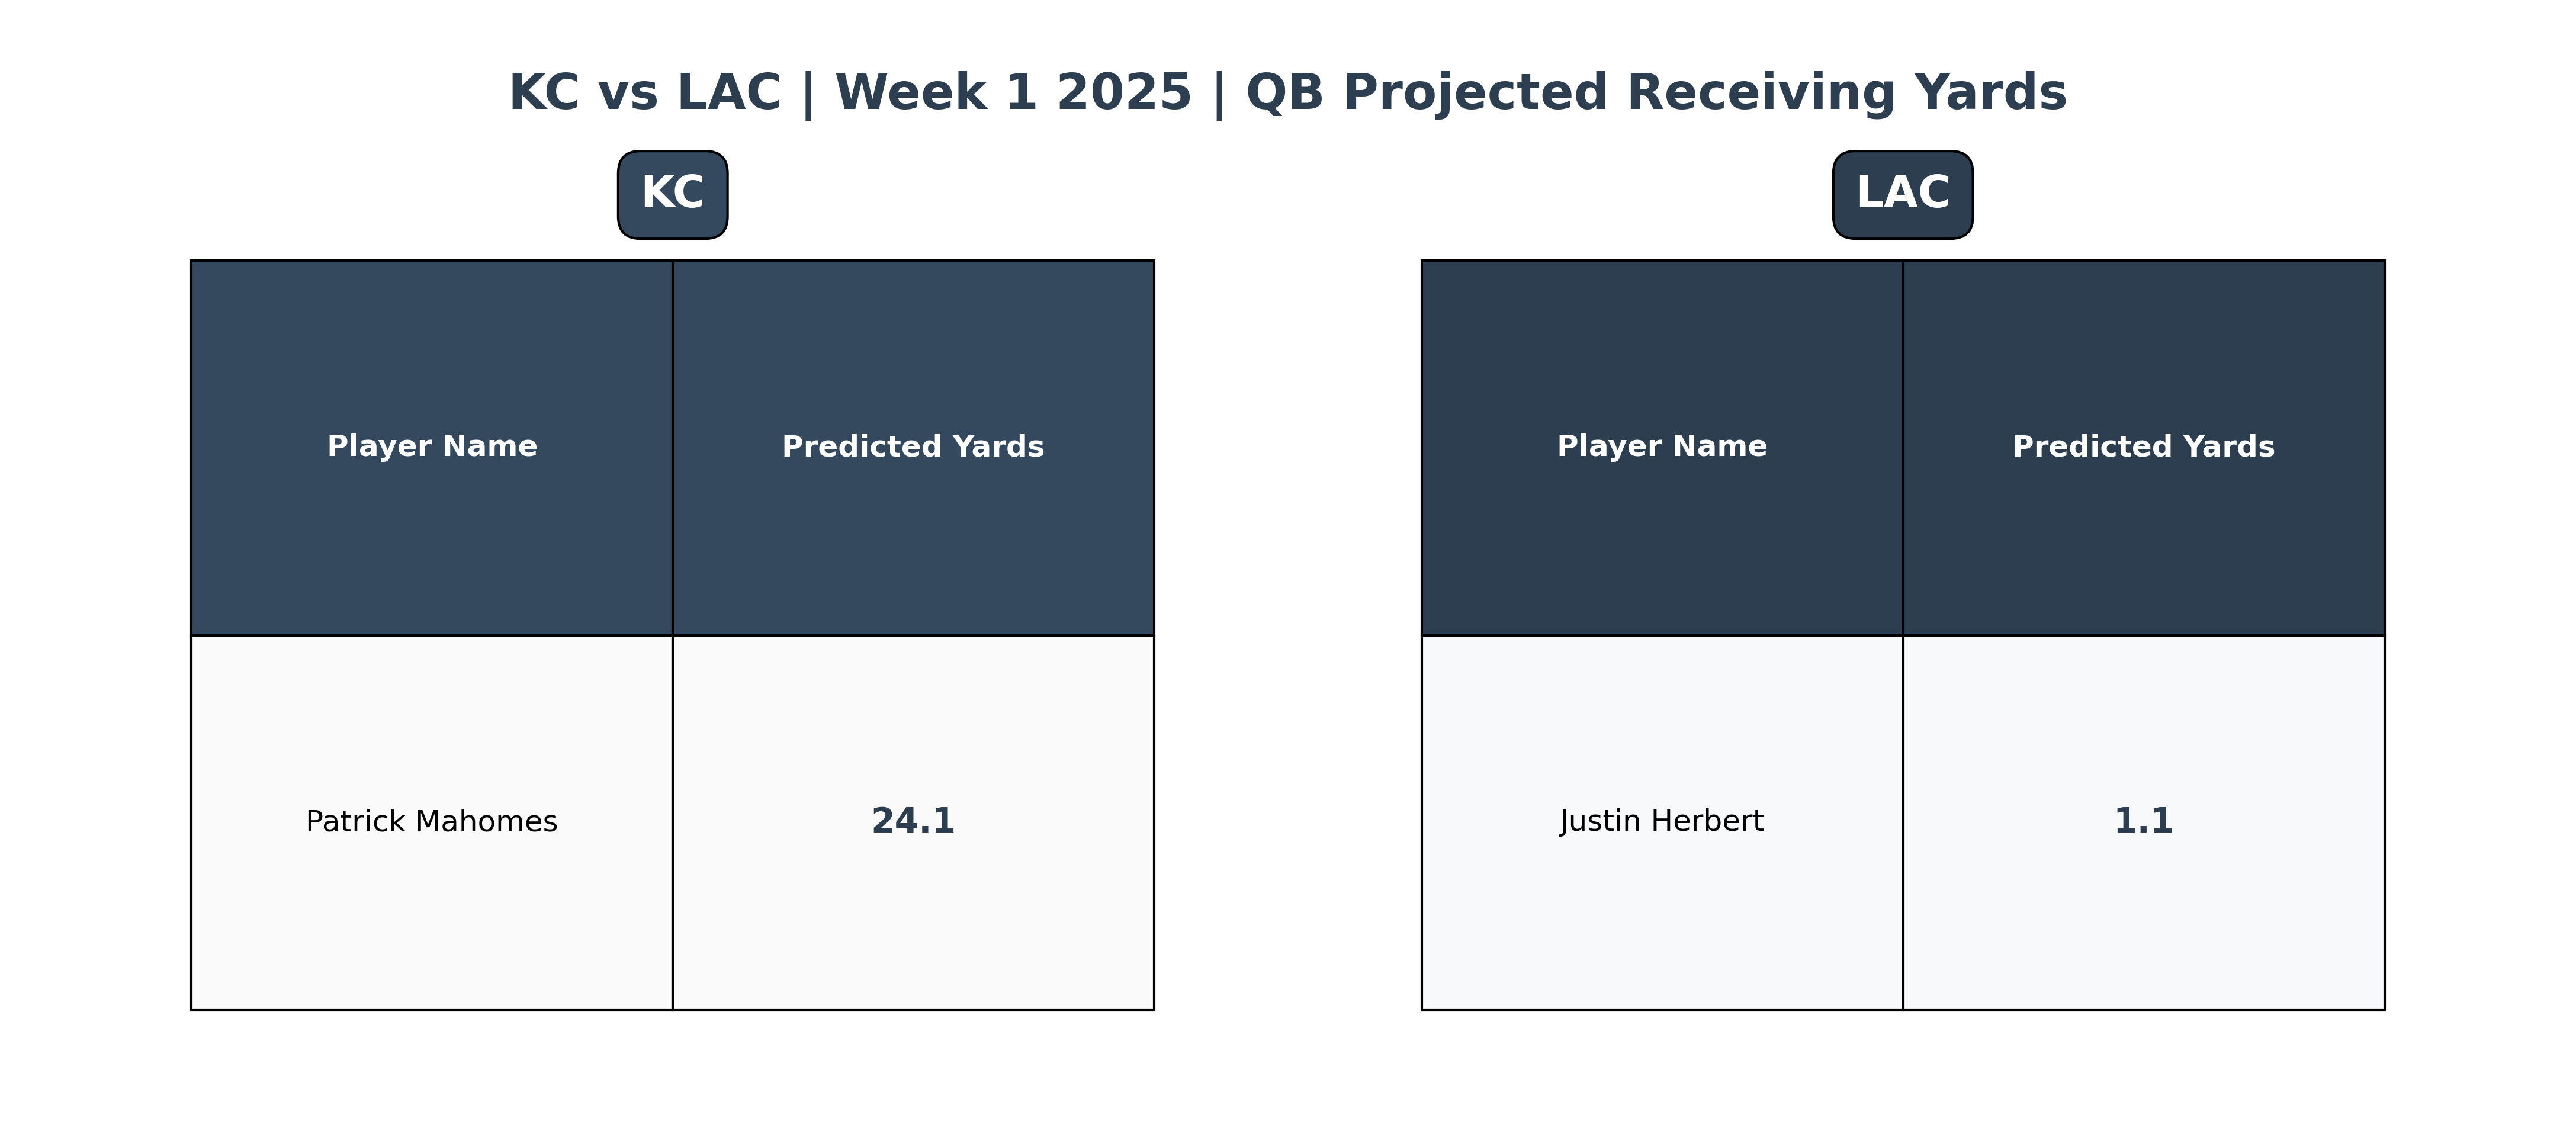 KC vs LAC | Week 1 2025 | QB Projected Receiving Yards
KC
Player Name Predicted Yards
Patrick Mahomes 24.1
LAC
Player Name Predicted Yards
Justin Herbert 1.1